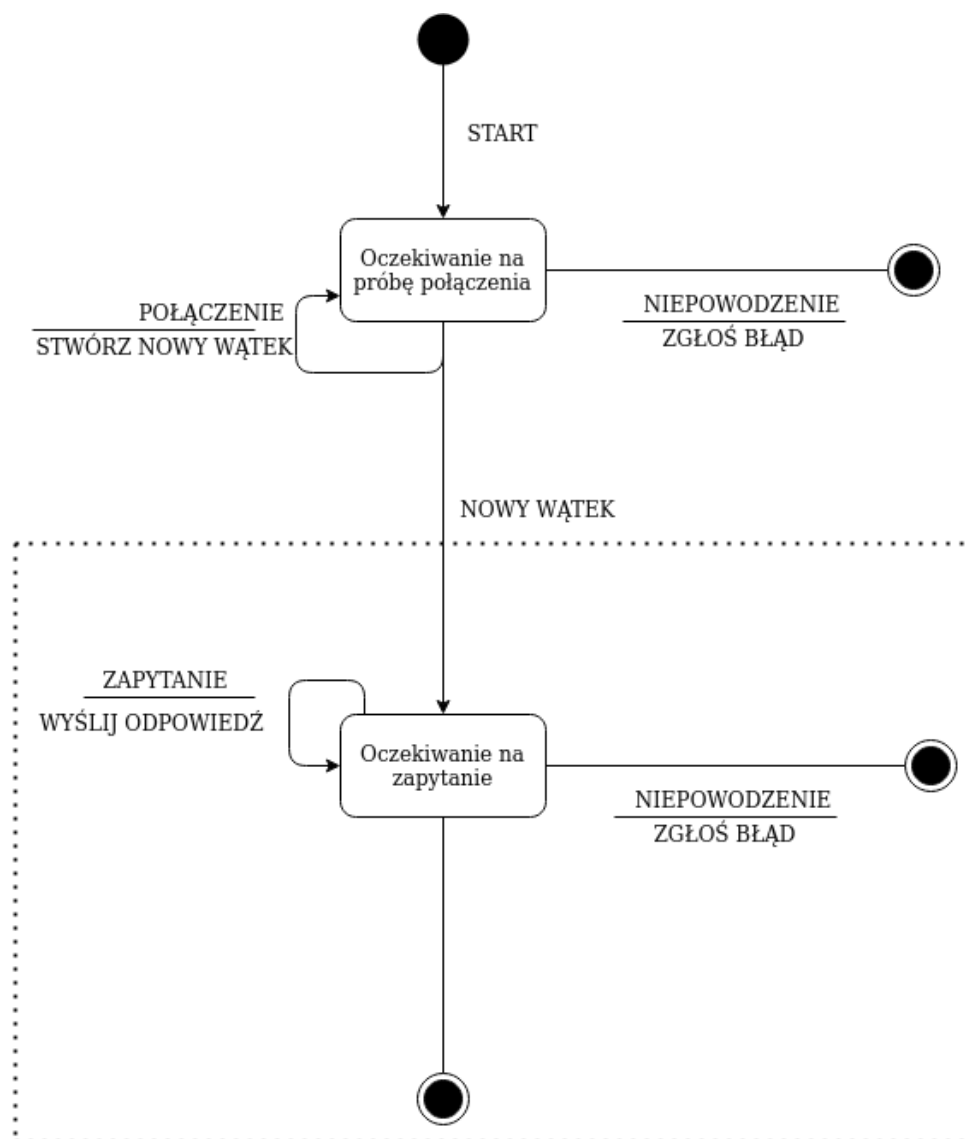 START
Oczekiwanie na
próbę połączenia
NIEPOWODZENIE
ZGŁOŚ BŁĄD
POŁĄCZENIE
STWÓRZ NOWY WĄTEK
NOWY WĄTEK
ZAPYTANIE
WYŚLIJ ODPOWIEDŹ
Oczekiwanie na
zapytanie
NIEPOWODZENIE
ZGŁOŚ BŁĄD